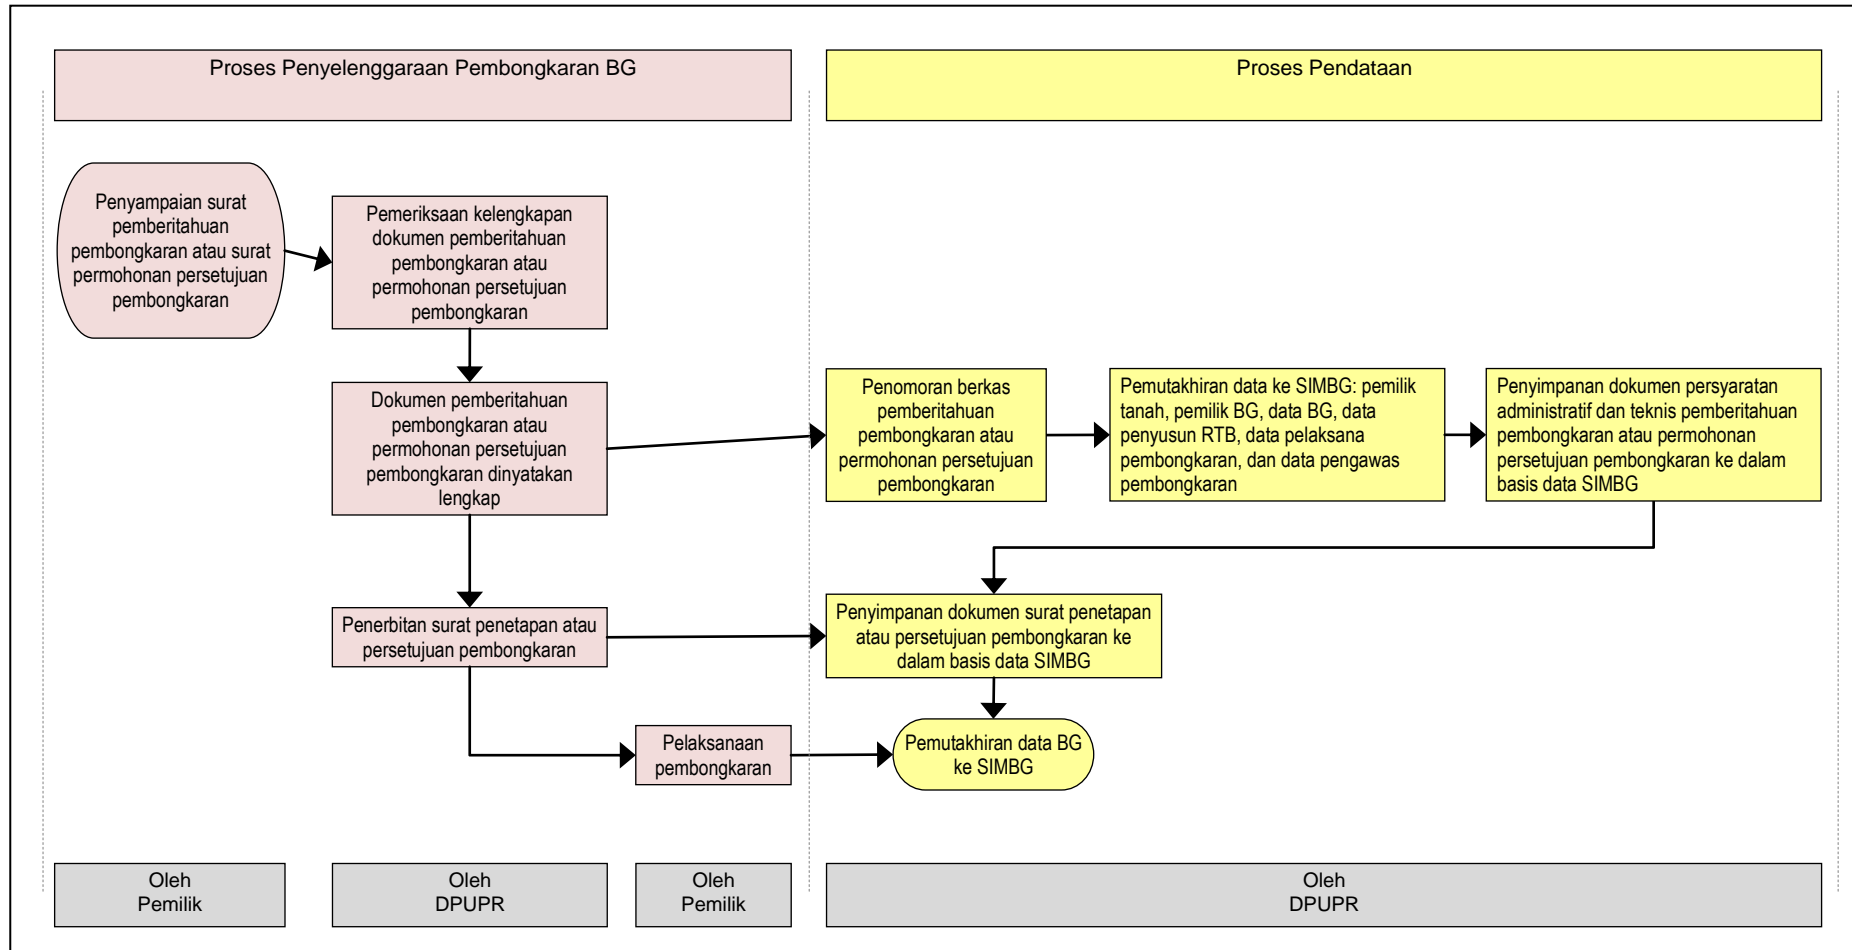 Proses Penyelenggaraan Pembongkaran BG
Proses Pendataan
Penyampaian surat
pemberitahuan
pembongkaran atau surat
permohonan persetujuan
pembongkaran
Pemeriksaan kelengkapan
dokumen pemberitahuan
pembongkaran atau
permohonan persetujuan
pembongkaran
Dokumen pemberitahuan
pembongkaran atau
permohonan persetujuan
pembongkaran dinyatakan
lengkap
Penomoran berkas
pemberitahuan
pembongkaran atau
permohonan persetujuan
pembongkaran
Pemutakhiran data ke SIMBG: pemilik
tanah, pemilik BG, data BG, data
penyusun RTB, data pelaksana
pembongkaran, dan data pengawas
pembongkaran
Penyimpanan dokumen persyaratan
administratif dan teknis pemberitahuan
pembongkaran atau permohonan
persetujuan pembongkaran ke dalam
basis data SIMBG
Penerbitan surat penetapan atau
persetujuan pembongkaran
Penyimpanan dokumen surat penetapan
atau persetujuan pembongkaran ke
dalam basis data SIMBG
Pelaksanaan
pembongkaran
Pemutakhiran data BG
ke SIMBG
Oleh
Pemilik
Oleh
DPUPR
Oleh
Pemilik
Oleh
DPUPR